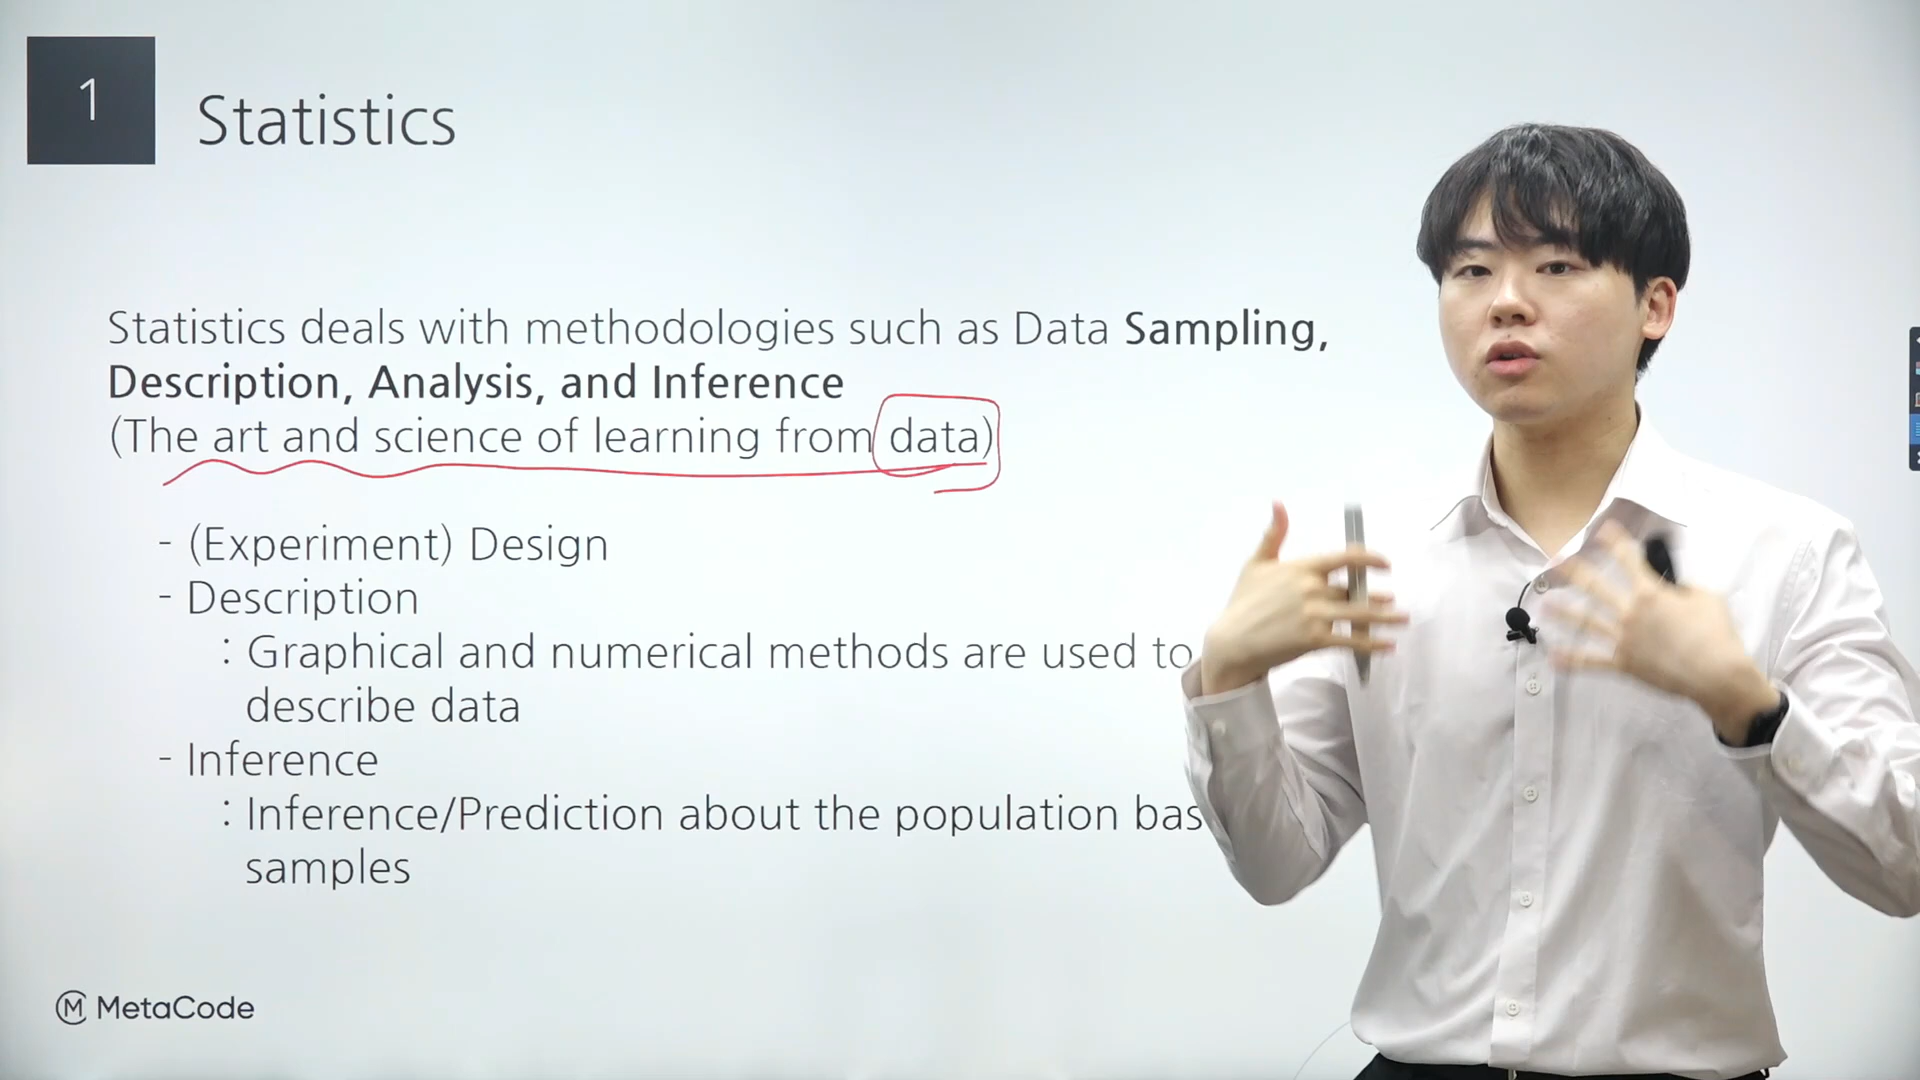 1
Statistics
Statistics deals with methodologies such as Data Sampling,
Description, Analysis, and Inference
(The art and science of learning from data)
- (Experiment) Design
- Description
: Graphical and numerical methods are used to
describe data
- Inference
: Inference/Prediction about the population
samples
M MetaCode